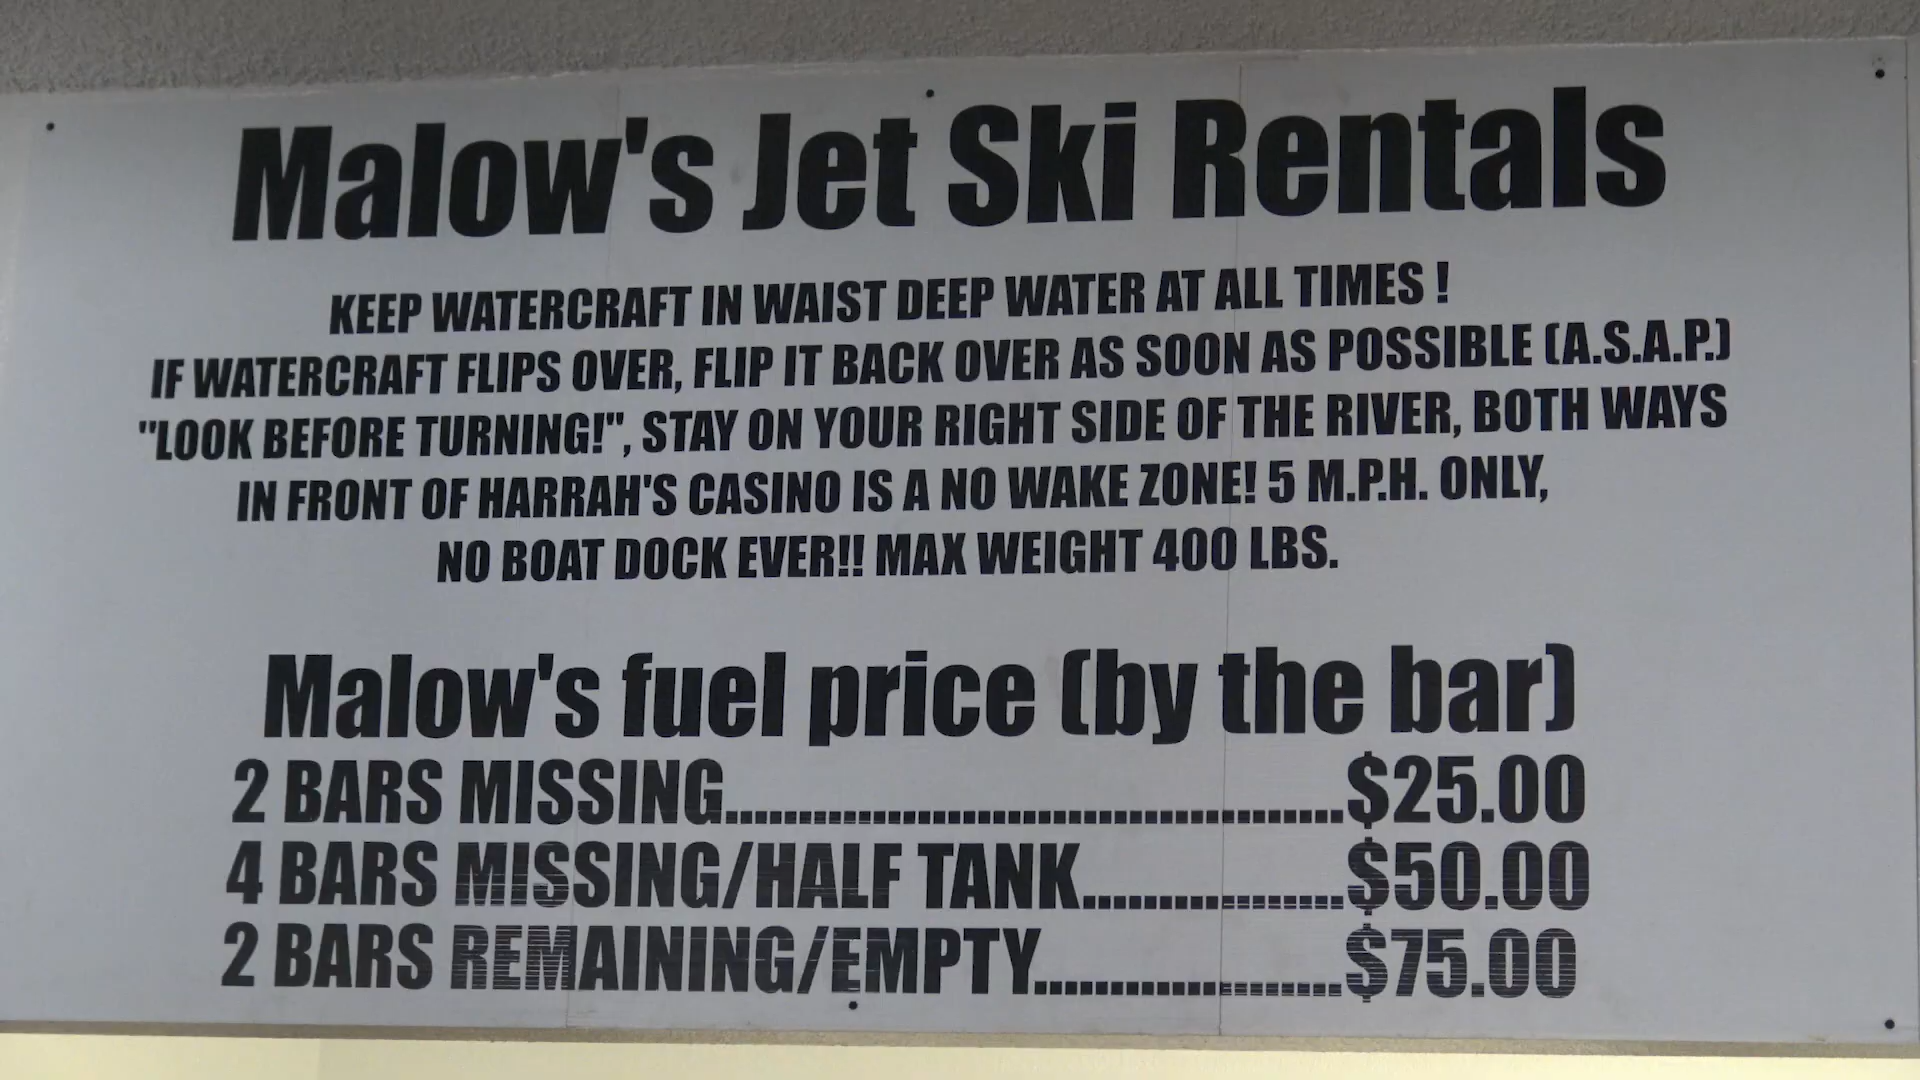 Malow's Jet Ski Rentals
KEEP WATERCRAFT IN WAIST DEEP WATER AT ALL TIMES !
IF WATERCRAFT FLIPS OVER, FLIP IT BACK OVER AS SOON AS POSSIBLE (A.S.A.P.)
"LOOK BEFORE TURNING!", STAY ON YOUR RIGHT SIDE OF THE RIVER, BOTH WAYS
IN FRONT OF HARRAH'S CASINO IS A NO WAKE ZONE! 5 M.P.H. ONLY,
NO BOAT DOCK EVER!! MAX WEIGHT 400 LBS.
Malow's fuel price (by the bar)
2 BARS MISSING..........................................$25.00
4 BARS MISSING/HALF TANK..................$50.00
2 BARS REMAINING/EMPTY.....................$75.00